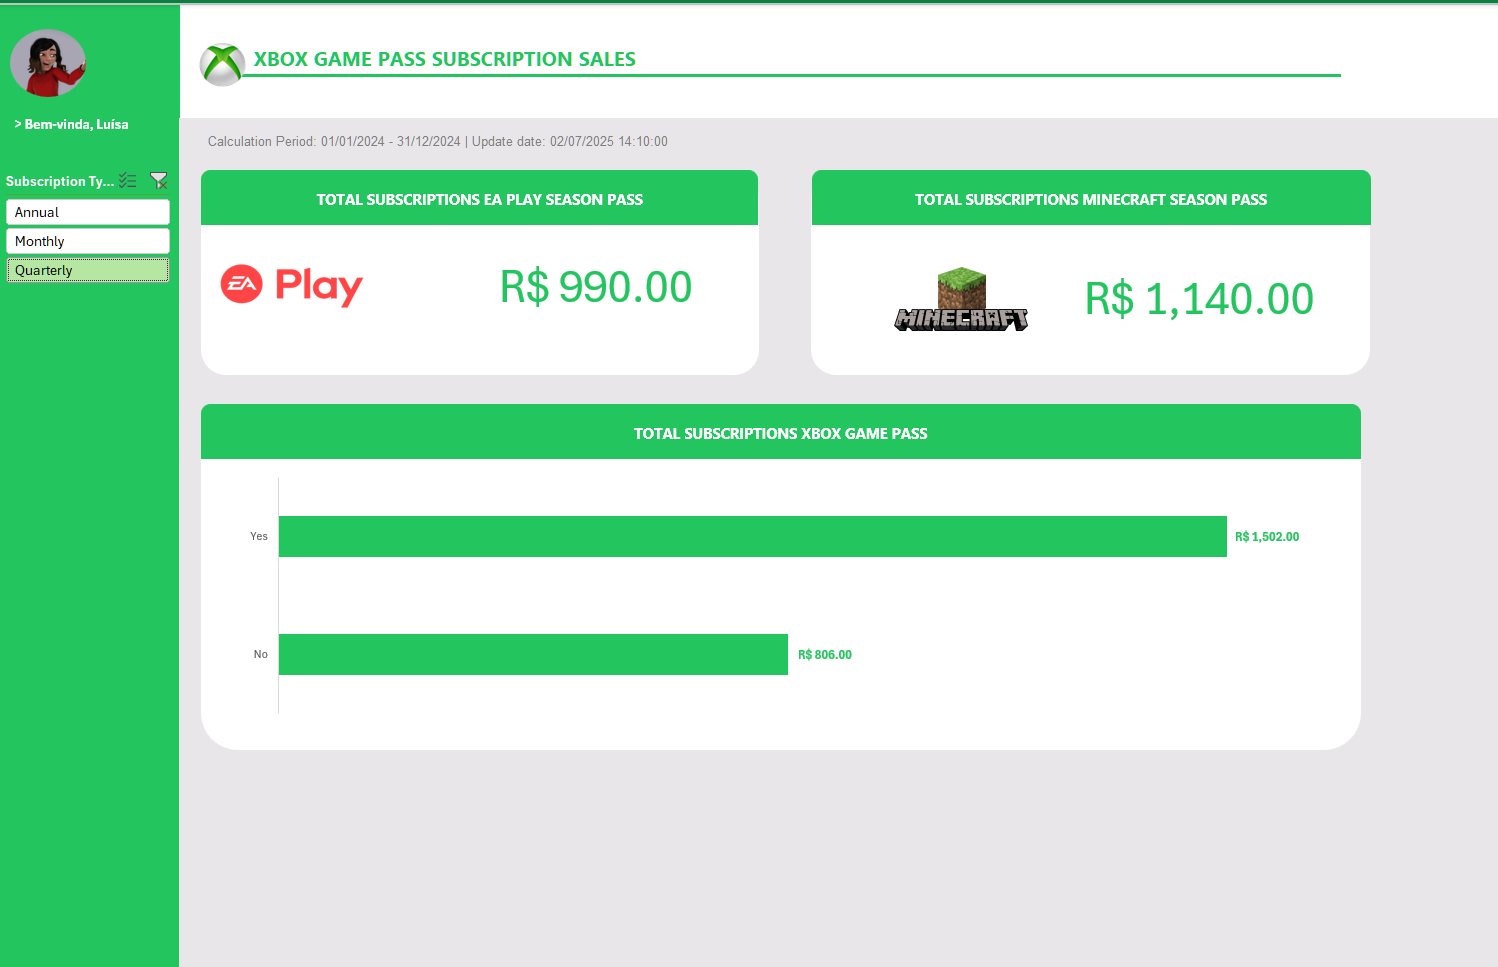 XBOX GAME PASS SUBSCRIPTION SALES
> Bem-vinda, Luísa
Calculation Period: 01/01/2024 - 31/12/2024 | Update date: 02/07/2025 14:10:00
Subscription Ty...
Annual
Monthly
Quarterly
TOTAL SUBSCRIPTIONS EA PLAY SEASON PASS
EA Play
R$ 990.00
TOTAL SUBSCRIPTIONS MINECRAFT SEASON PASS
MINECRAFT
R$ 1,140.00
TOTAL SUBSCRIPTIONS XBOX GAME PASS
Yes
R$ 1,502.00
No
R$ 806.00